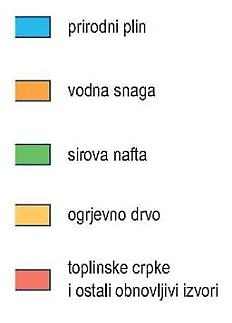 prirodni plin
vodna snaga
sirova nafta
ogrjevno drvo
toplinske crpke
i ostali obnovljivi izvori